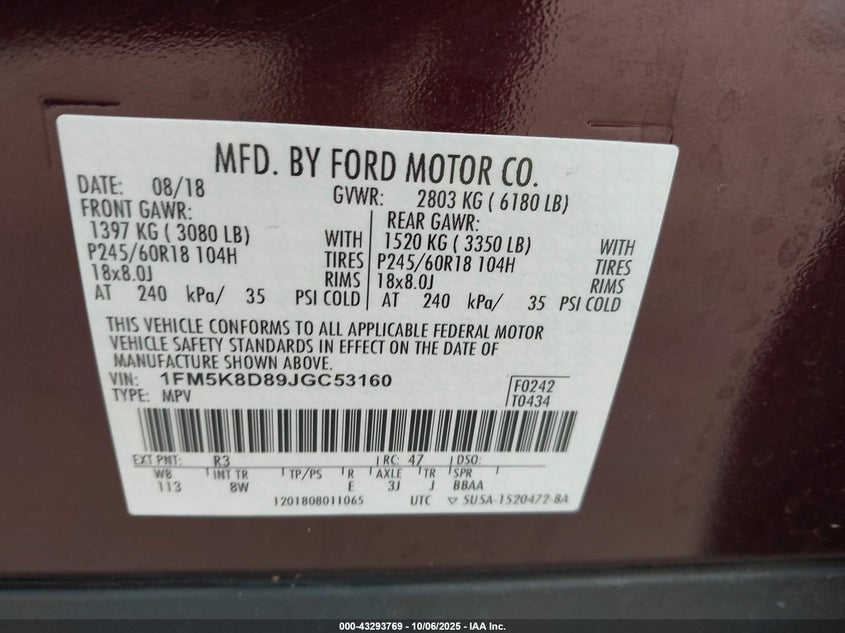 MFD. BY FORD MOTOR CO.
DATE: 08/18 GVWR: 2803 KG ( 6180 LB)
FRONT GAWR: REAR GAWR:
1397 KG ( 3080 LB) WITH 1520 KG ( 3350 LB) WITH
P245/60R18 104H TIRES P245/60R18 104H TIRES
18x8.0J RIMS 18x8.0J RIMS
AT 240 kPa/ 35 PSI COLD AT 240 kPa/ 35 PSI COLD
THIS VEHICLE CONFORMS TO ALL APPLICABLE FEDERAL MOTOR
VEHICLE SAFETY STANDARDS IN EFFECT ON THE DATE OF
MANUFACTURE SHOWN ABOVE.
VIN: 1FM5K8D89JGC53160 F0242
TYPE: MPV T0434
EXT PNT: R3 RC: 47 DSO:
WB INT TR TP/PS R AXLE TR SPR
113 8W E 3J J BBAA
1201808011065 UTC ▽ 5U5A-1520472-BA
000-43293769 - 10/06/2025 - IAA Inc.